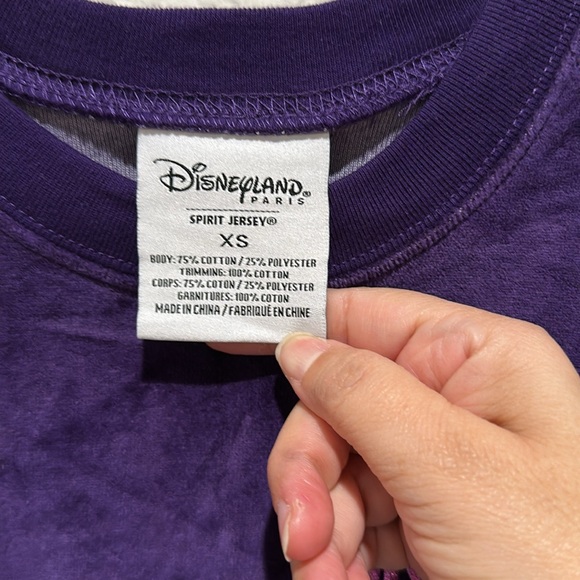 DISNEYLAND®
PARIS
SPIRIT JERSEY®
XS
BODY: 75% COTTON / 25% POLYESTER
TRIMMING: 100% COTTON
CORPS: 75% COTON / 25% POLYESTER
GARNITURES: 100% COTON
MADE IN CHINA / FABRIQUÉ EN CHINE